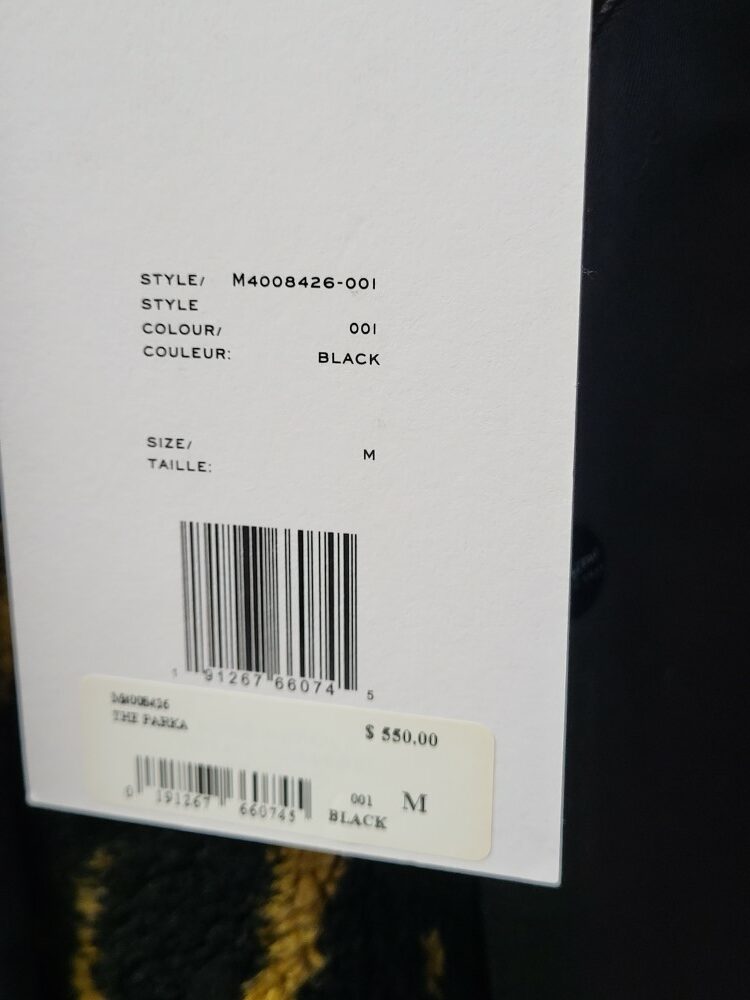 STYLE/ M4008426-001
STYLE
COLOUR/ 001
COULEUR: BLACK
SIZE/ M
TAILLE:
1 91267 66074 5
M4008426
THE PARKA
$ 550.00
0 191267 660745
001 M
BLACK